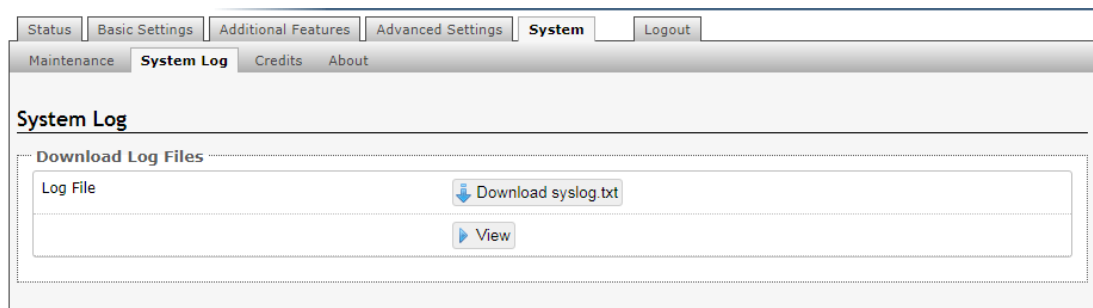 Status Basic Settings Additional Features Advanced Settings System Logout
Maintenance System Log Credits About
System Log
Download Log Files
Log File Download syslog.txt
View